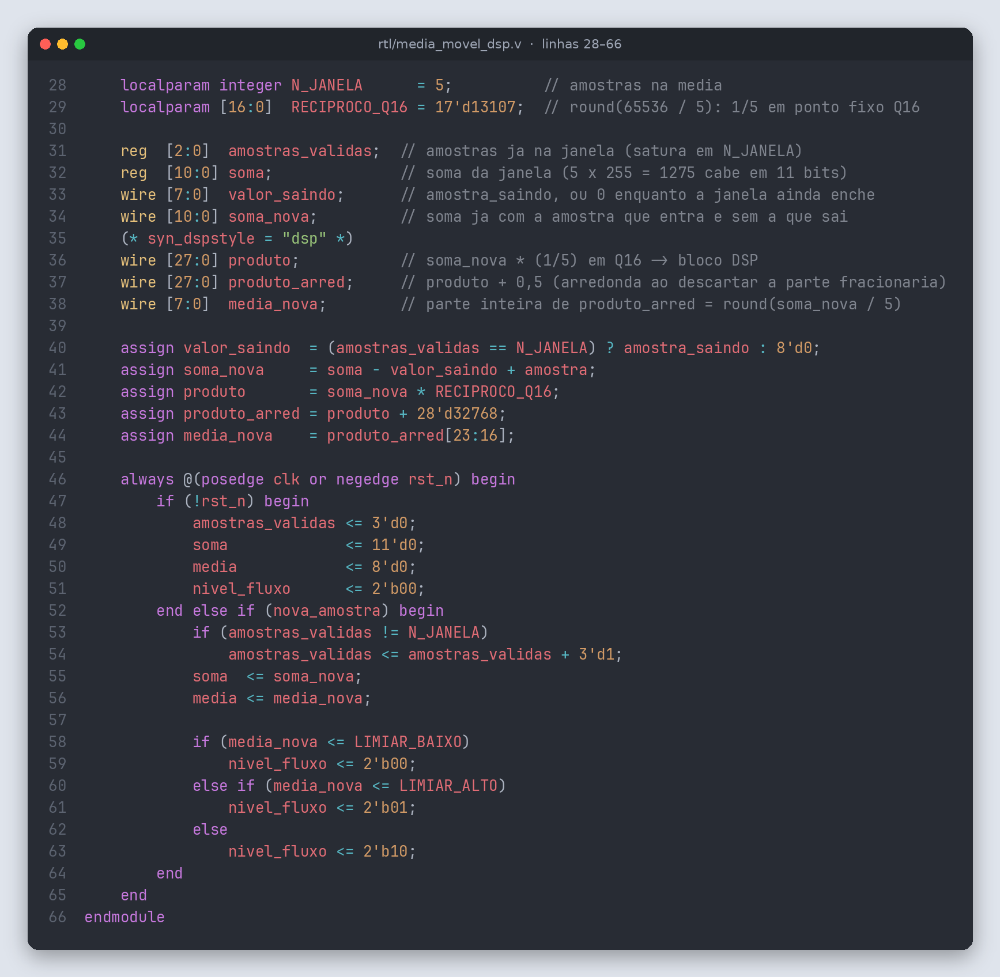 rtl/media_movel_dsp.v · linhas 28–66
28 localparam integer N_JANELA = 5; // amostras na media
29 localparam [16:0] RECIPROCO_Q16 = 17'd13107; // round(65536 / 5): 1/5 em ponto fixo Q16
30
31 reg [2:0] amostras_validas; // amostras ja na janela (satura em N_JANELA)
32 reg [10:0] soma; // soma da janela (5 x 255 = 1275 cabe em 11 bits)
33 wire [7:0] valor_saindo; // amostra_saindo, ou 0 enquanto a janela ainda enche
34 wire [10:0] soma_nova; // soma ja com a amostra que entra e sem a que sai
35 (* syn_dspstyle = "dsp" *)
36 wire [27:0] produto; // soma_nova * (1/5) em Q16 -> bloco DSP
37 wire [27:0] produto_arred; // produto + 0,5 (arredonda ao descartar a parte fracionaria)
38 wire [7:0] media_nova; // parte inteira de produto_arred = round(soma_nova / 5)
39
40 assign valor_saindo = (amostras_validas == N_JANELA) ? amostra_saindo : 8'd0;
41 assign soma_nova = soma - valor_saindo + amostra;
42 assign produto = soma_nova * RECIPROCO_Q16;
43 assign produto_arred = produto + 28'd32768;
44 assign media_nova = produto_arred[23:16];
45
46 always @(posedge clk or negedge rst_n) begin
47 if (!rst_n) begin
48 amostras_validas <= 3'd0;
49 soma <= 11'd0;
50 media <= 8'd0;
51 nivel_fluxo <= 2'b00;
52 end else if (nova_amostra) begin
53 if (amostras_validas != N_JANELA)
54 amostras_validas <= amostras_validas + 3'd1;
55 soma <= soma_nova;
56 media <= media_nova;
57
58 if (media_nova <= LIMIAR_BAIXO)
59 nivel_fluxo <= 2'b00;
60 else if (media_nova <= LIMIAR_ALTO)
61 nivel_fluxo <= 2'b01;
62 else
63 nivel_fluxo <= 2'b10;
64 end
65 end
66 endmodule